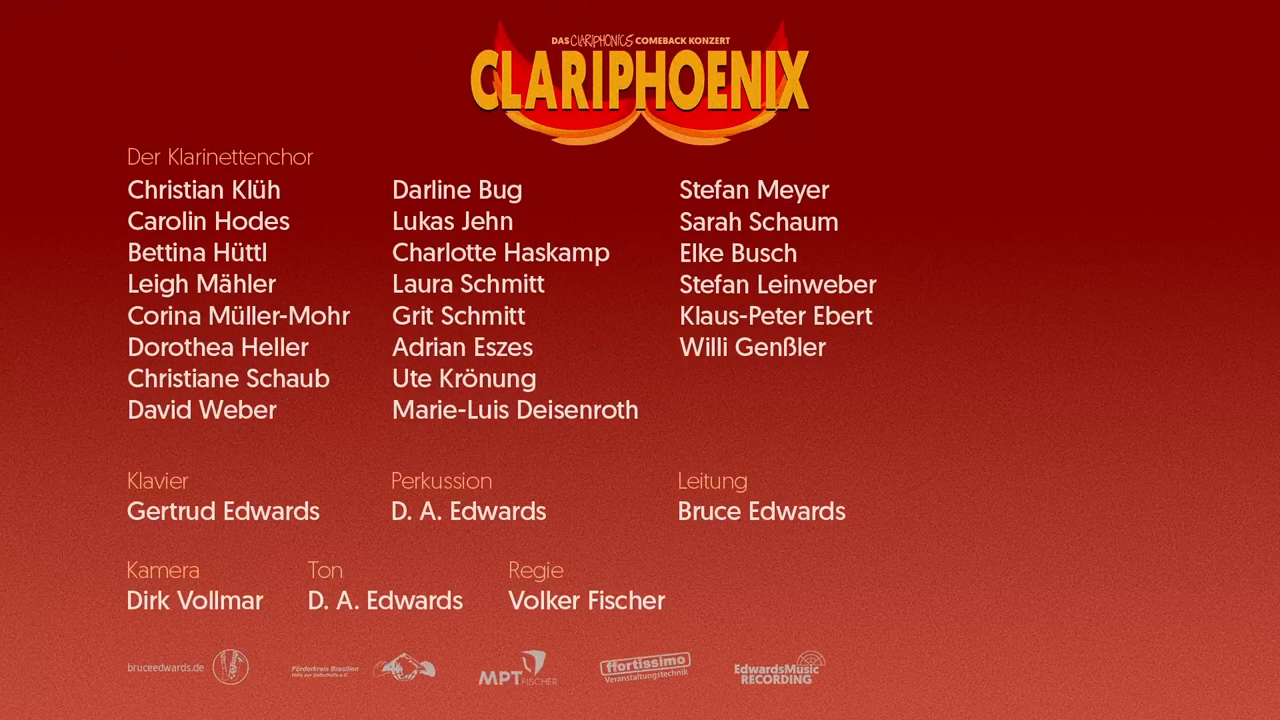 DAS CLARIPHONICS COMEBACK KONZERT
CLARIPHOENIX
Der Klarinettenchor
Christian Klüh
Carolin Hodes
Bettina Hüttl
Leigh Mähler
Corina Müller-Mohr
Dorothea Heller
Christiane Schaub
David Weber
Darline Bug
Lukas Jehn
Charlotte Haskamp
Laura Schmitt
Grit Schmitt
Adrian Eszes
Ute Krönung
Marie-Luis Deisenroth
Stefan Meyer
Sarah Schaum
Elke Busch
Stefan Leinweber
Klaus-Peter Ebert
Willi Genßler
Klavier
Gertrud Edwards
Perkussion
D. A. Edwards
Leitung
Bruce Edwards
Kamera
Dirk Vollmar
Ton
D. A. Edwards
Regie
Volker Fischer
bruceedwards.de
Förderkreis Brasilien
Hilfe zur Selbsthilfe e.V.
MPT FISCHER
ffortissimo
Veranstaltungstechnik
EdwardsMusic
RECORDING